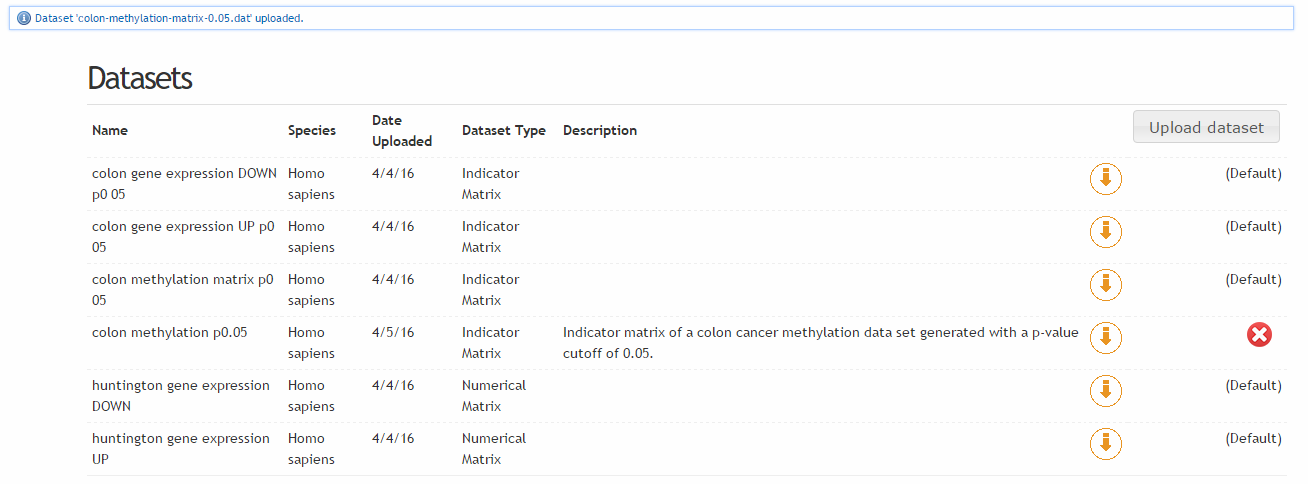 Dataset 'colon-methylation-matrix-0.05.dat' uploaded.
Datasets
Name Species Date Uploaded Dataset Type Description Upload dataset
colon gene expression DOWN Homo 4/4/16 Indicator (Default)
p0 05 sapiens Matrix
colon gene expression UP p0 Homo 4/4/16 Indicator (Default)
05 sapiens Matrix
colon methylation matrix p0 Homo 4/4/16 Indicator (Default)
05 sapiens Matrix
colon methylation p0.05 Homo 4/5/16 Indicator Indicator matrix of a colon cancer methylation data set generated with a p-value
sapiens Matrix cutoff of 0.05.
huntington gene expression Homo 4/4/16 Numerical (Default)
DOWN sapiens Matrix
huntington gene expression Homo 4/4/16 Numerical (Default)
UP sapiens Matrix